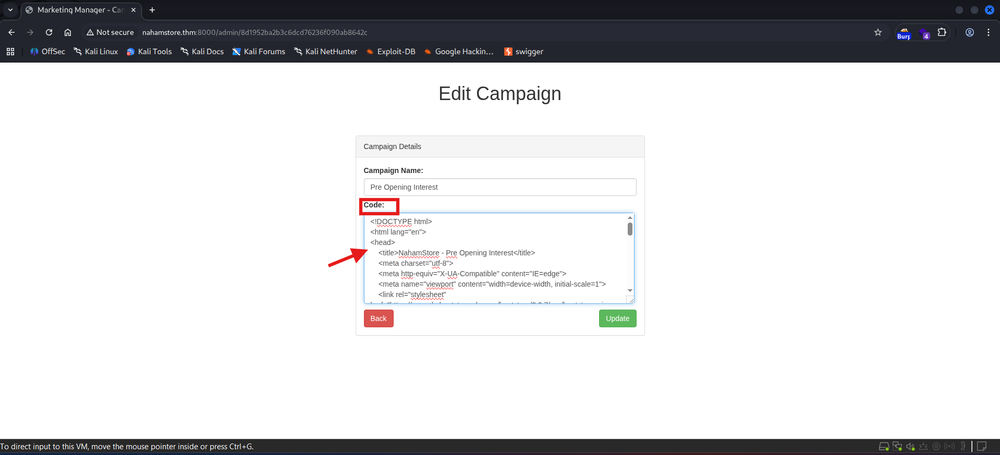 Marketing Manager - Can
Not secure
nahamstore.thm:8000/admin/8d1952ba2b3c6dcd76236f090ab8642c
Burp
4
OffSec
Kali Linux
Kali Tools
Kali Docs
Kali Forums
Kali NetHunter
Exploit-DB
Google Hackin...
swigger
Edit Campaign
Campaign Details
Campaign Name:
Pre Opening Interest
Code:
<!DOCTYPE html>
<html lang="en">
<head>
<title>NahamStore - Pre Opening Interest</title>
<meta charset="utf-8">
<meta http-equiv="X-UA-Compatible" content="IE=edge">
<meta name="viewport" content="width=device-width, initial-scale=1">
<link rel="stylesheet"
Back
Update
To direct input to this VM, move the mouse pointer inside or press Ctrl+G.